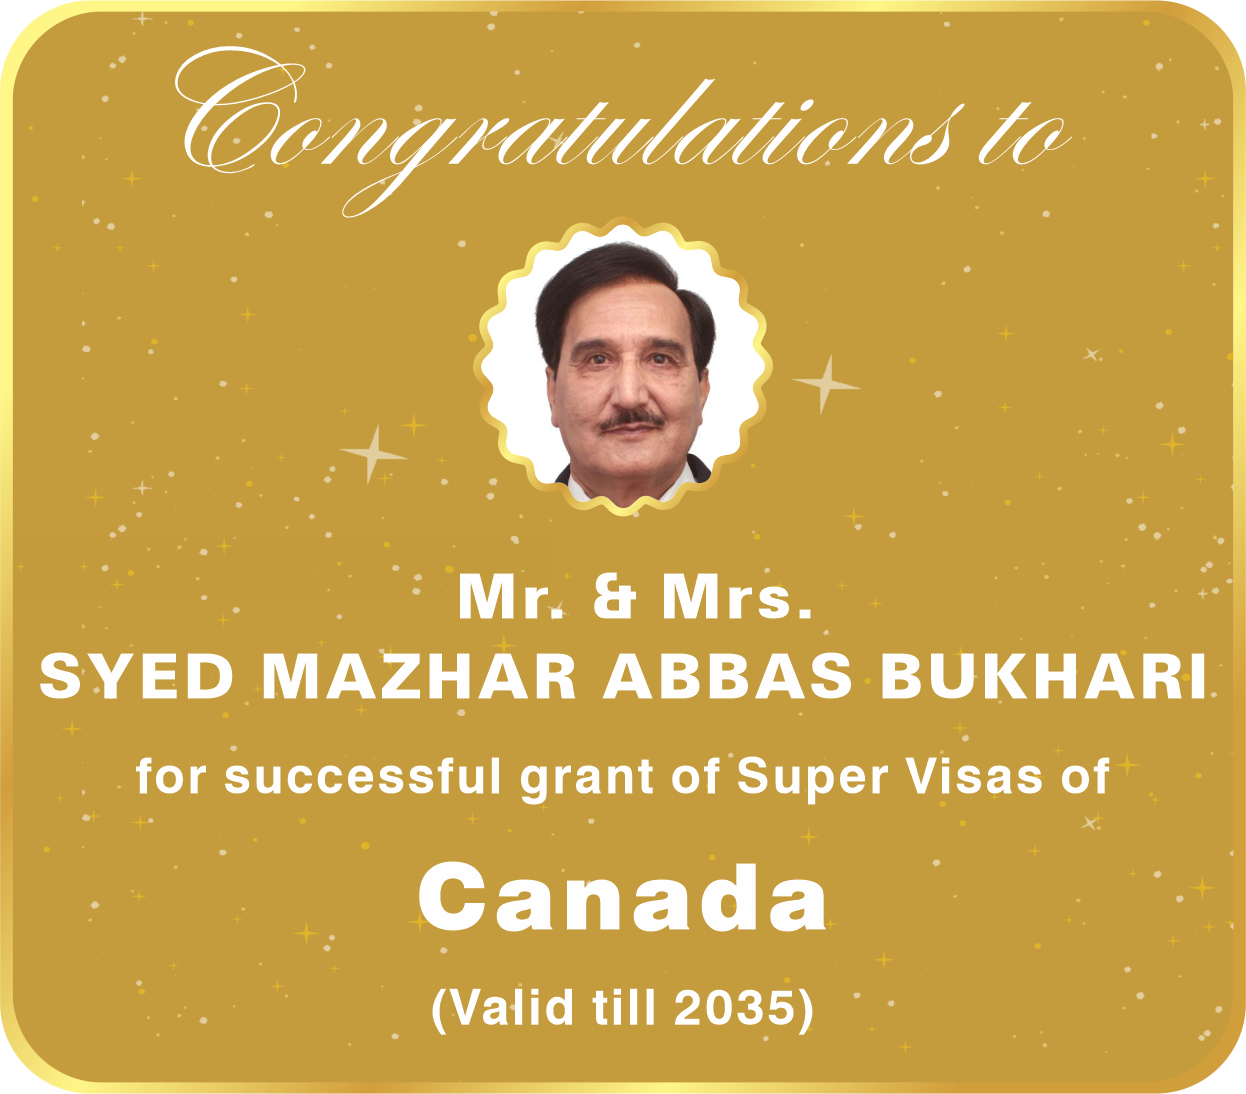 Congratulations to
Mr. & Mrs.
SYED MAZHAR ABBAS BUKHARI
for successful grant of Super Visas of
Canada
(Valid till 2035)